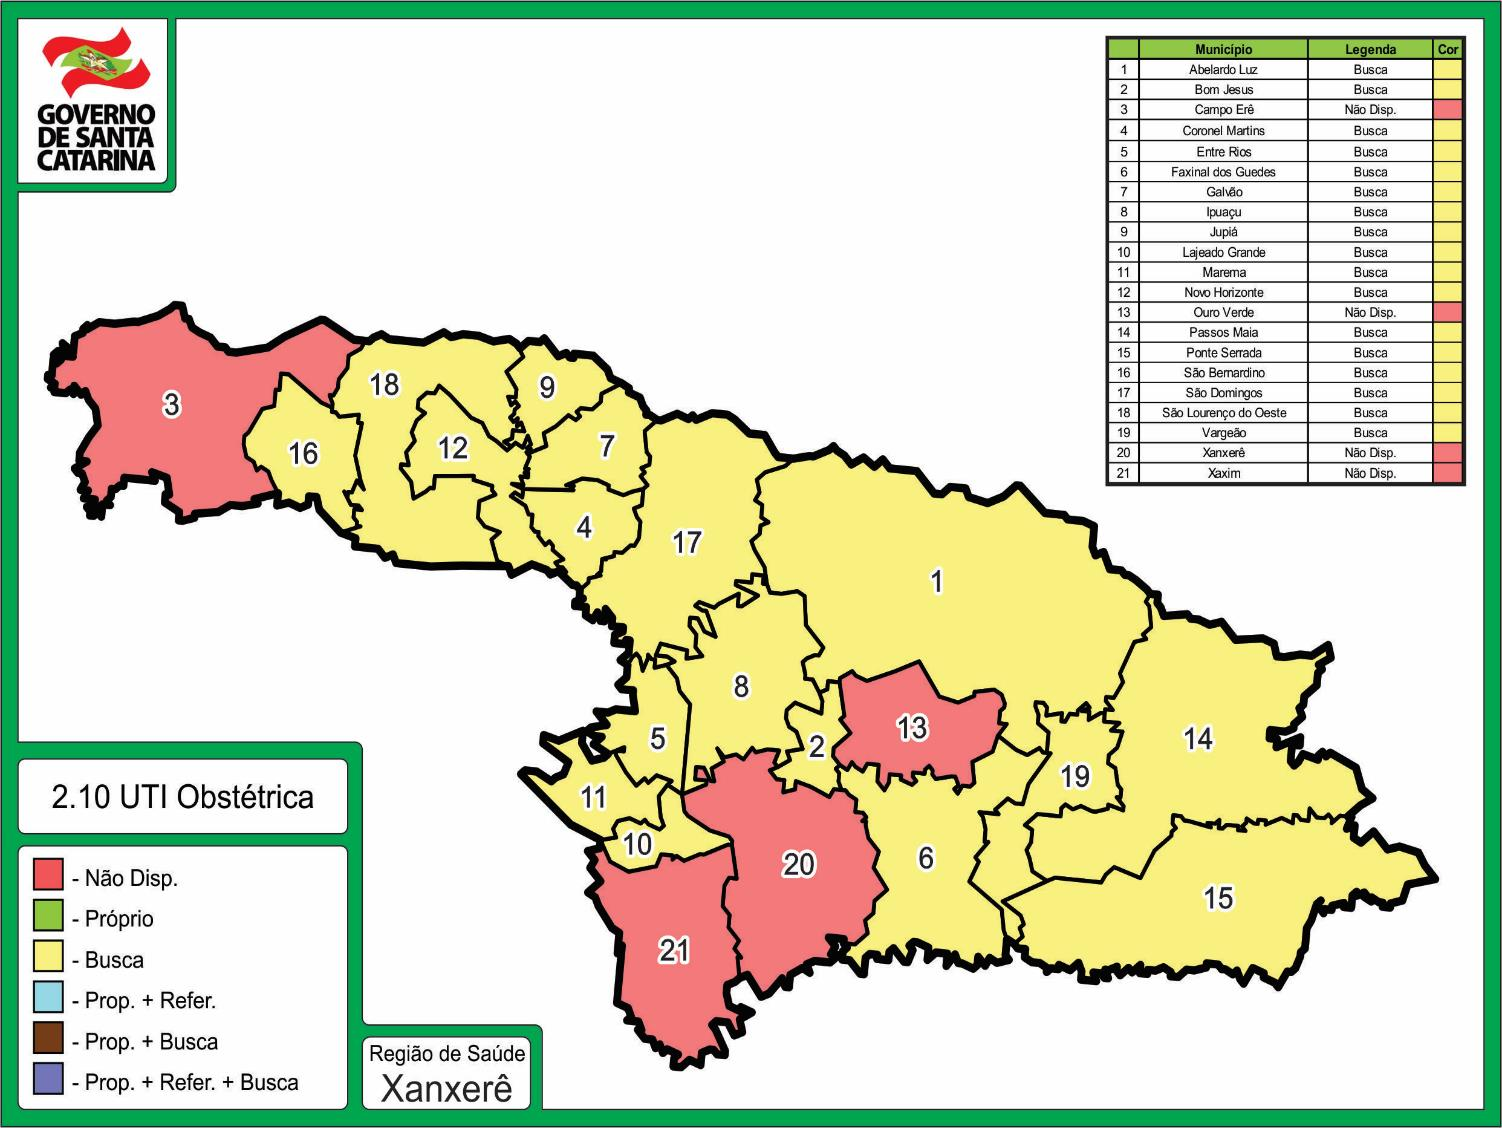 GOVERNO
DE SANTA
CATARINA
Município Legenda Cor
1 Abelardo Luz Busca
2 Bom Jesus Busca
3 Campo Erê Não Disp.
4 Coronel Martins Busca
5 Entre Rios Busca
6 Faxinal dos Guedes Busca
7 Galvão Busca
8 Ipuaçu Busca
9 Jupiá Busca
10 Lajeado Grande Busca
11 Marema Busca
12 Novo Horizonte Busca
13 Ouro Verde Não Disp.
14 Passos Maia Busca
15 Ponte Serrada Busca
16 São Bernardino Busca
17 São Domingos Busca
18 São Lourenço do Oeste Busca
19 Vargeão Busca
20 Xanxerê Não Disp.
21 Xaxim Não Disp.
3
18
9
16
12
7
4
17
1
8
5
2
13
14
19
11
10
20
6
15
21
2.10 UTI Obstétrica
- Não Disp.
- Próprio
- Busca
- Prop. + Refer.
- Prop. + Busca
- Prop. + Refer. + Busca
Região de Saúde
Xanxerê